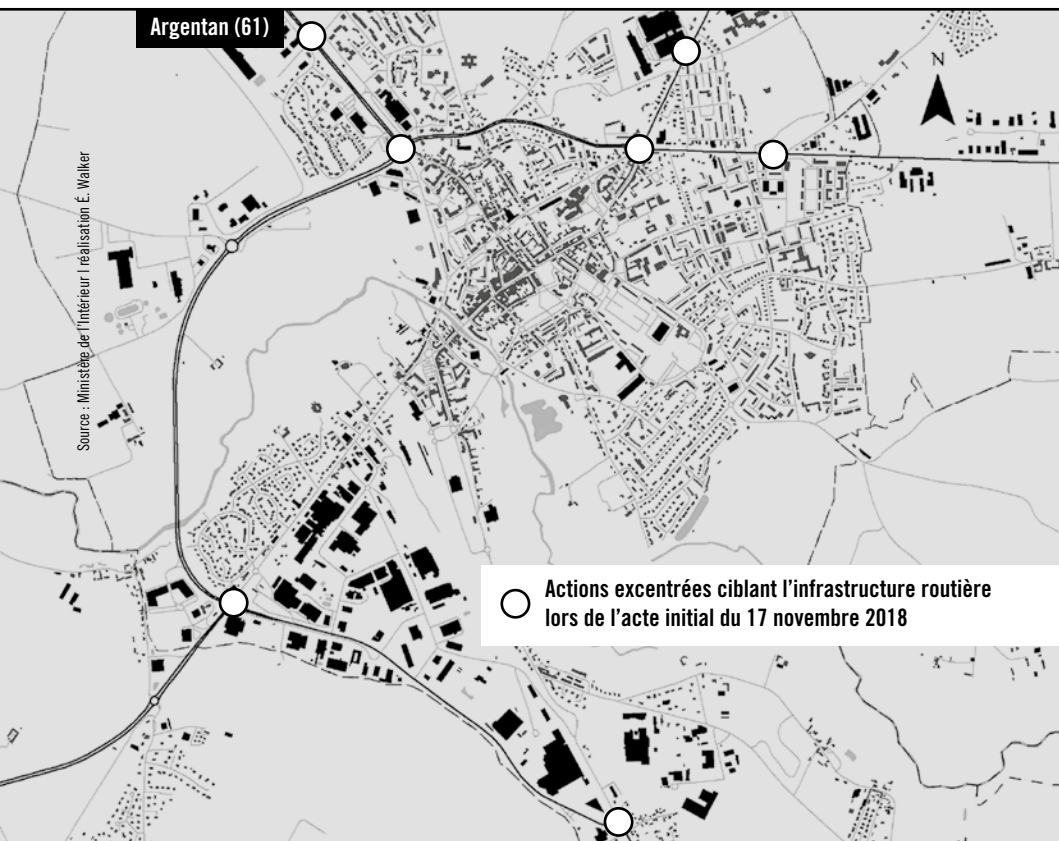 Argentan (61)
N
Source : Ministère de l'Intérieur I réalisation É. Walker
Actions excentrées ciblant l'infrastructure routière
lors de l'acte initial du 17 novembre 2018